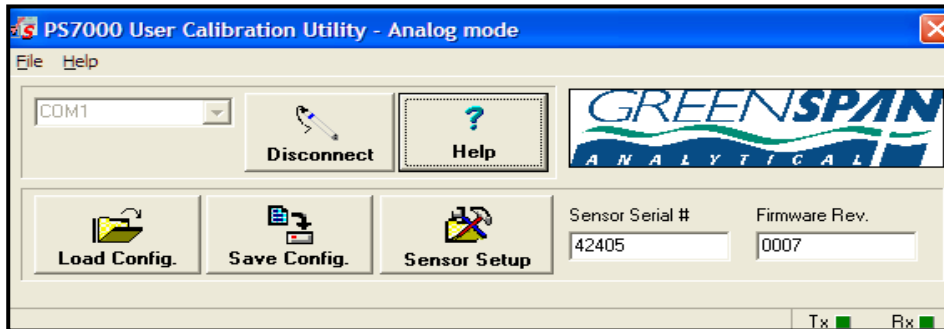 PS7000 User Calibration Utility - Analog mode
File Help
COM1
Disconnect
?
Help
GREENSPAN
ANALYTICAL
Load Config.
Save Config.
Sensor Setup
Sensor Serial #
Firmware Rev.
42405
0007
Tx
Rx